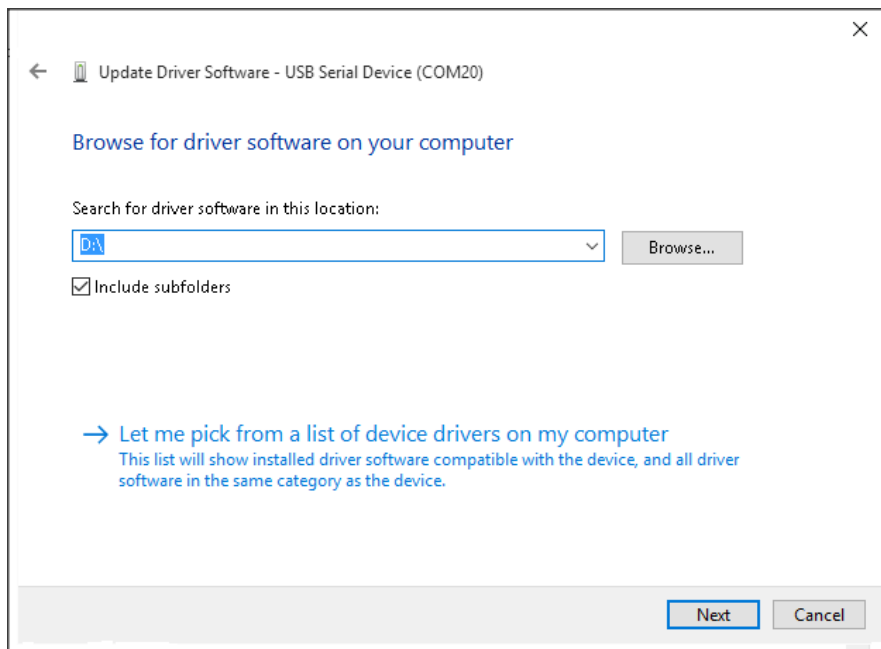 Update Driver Software - USB Serial Device (COM20)
Browse for driver software on your computer
Search for driver software in this location:
D:\
Browse...
Include subfolders
Let me pick from a list of device drivers on my computer
This list will show installed driver software compatible with the device, and all driver
software in the same category as the device.
Next
Cancel